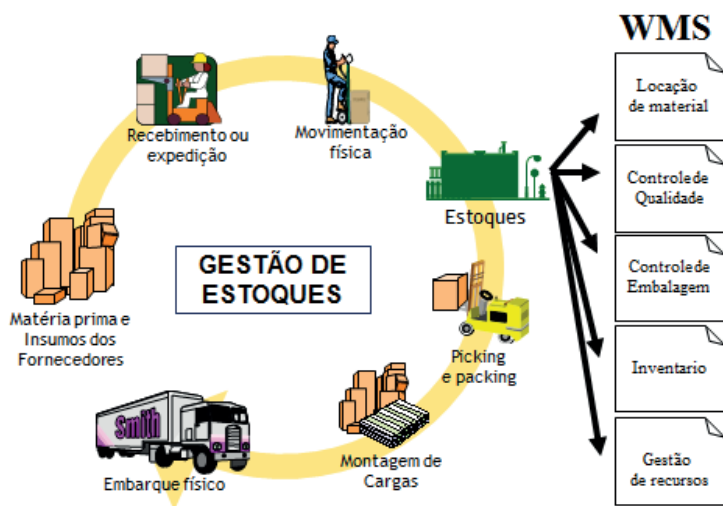 WMS
Locação
de material
Controle de
Qualidade
Controle de
Embalagem
Inventario
Gestão
de recursos
Recebimento ou
expedição
Movimentação
física
Estoques
GESTÃO DE
ESTOQUES
Matéria prima e
Insumos dos
Fornecedores
Picking
e packing
Smith
Embarque físico
Montagem de
Cargas